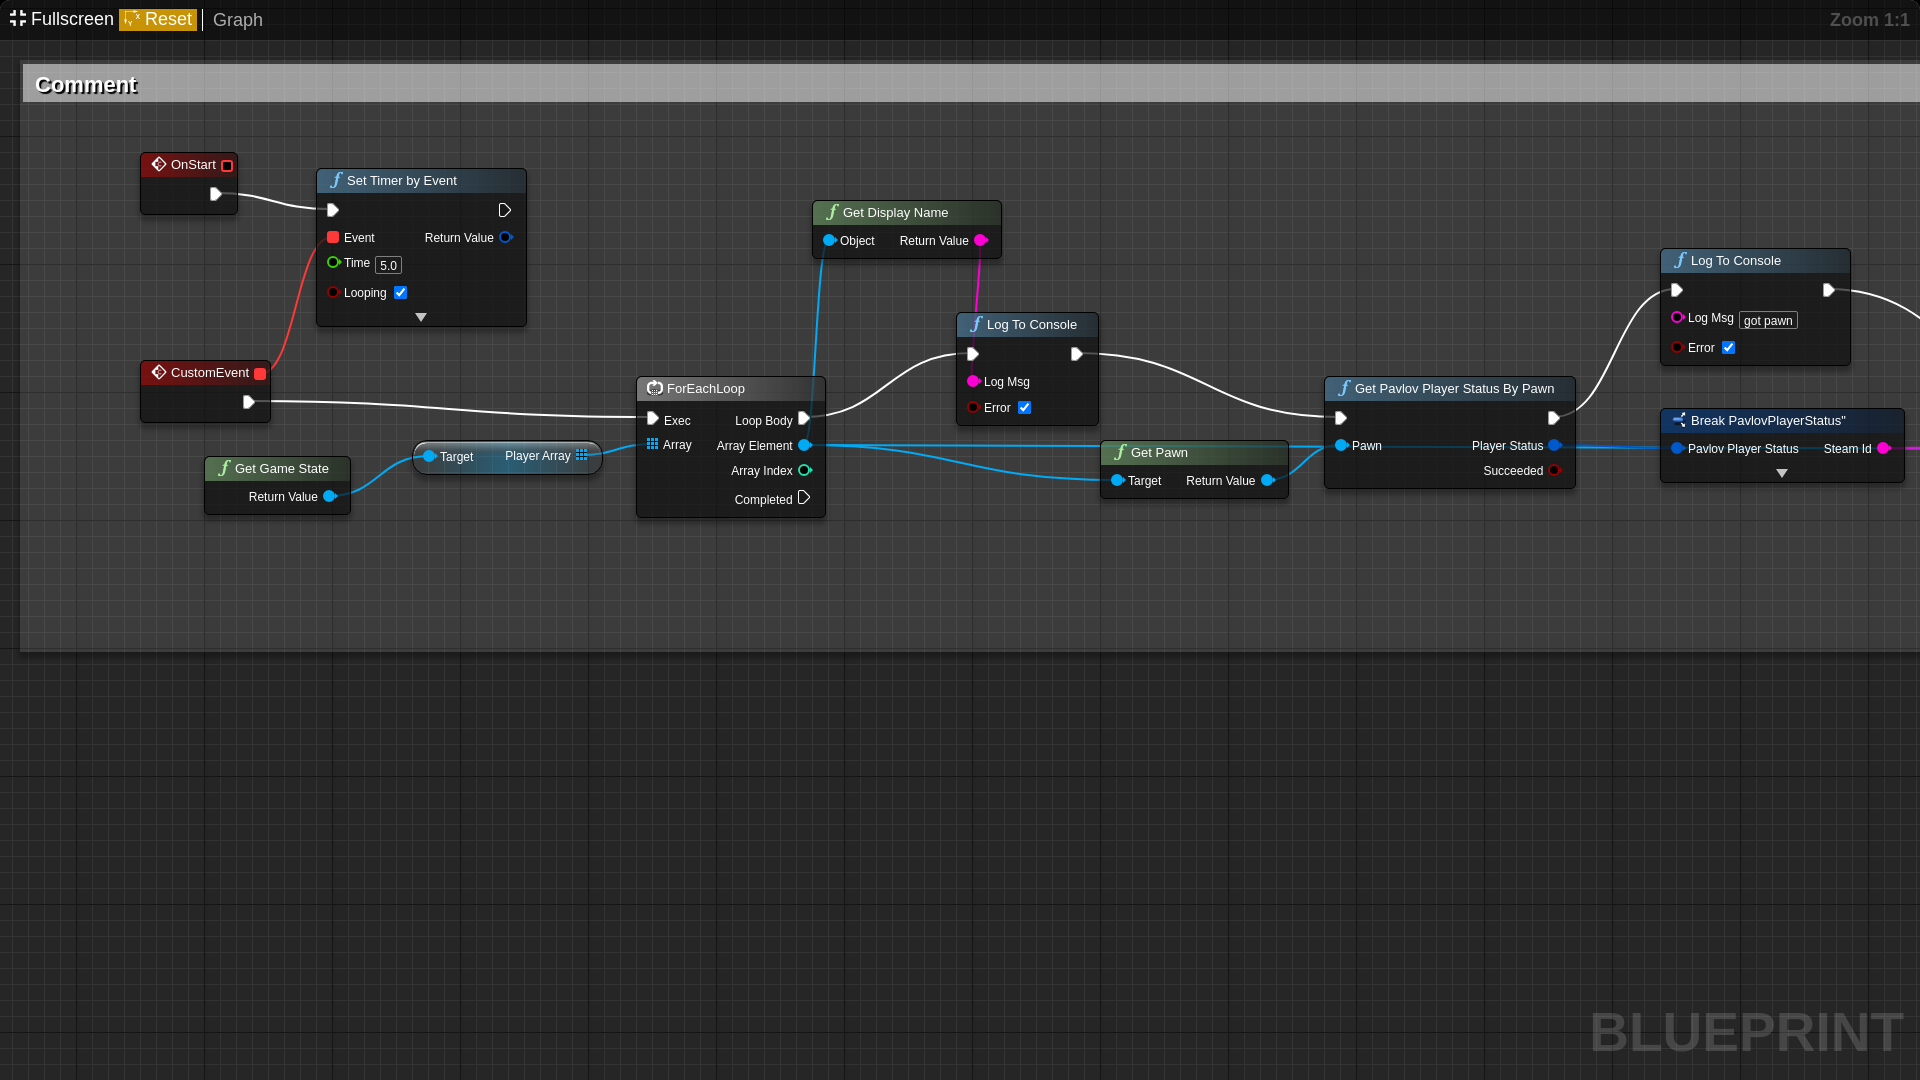 Fullscreen Reset Graph Zoom 1:1
Comment
OnStart
Set Timer by Event
Event Return Value
Time 5.0
Looping
CustomEvent
Get Game State
Return Value
Target Player Array
ForEachLoop
Exec Loop Body
Array Array Element
Array Index
Completed
Get Display Name
Object Return Value
Log To Console
Log Msg
Error
Get Pawn
Target Return Value
Get Pavlov Player Status By Pawn
Pawn Player Status
Succeeded
Log To Console
Log Msg got pawn
Error
Break PavlovPlayerStatus"
Pavlov Player Status Steam Id
BLUEPRINT